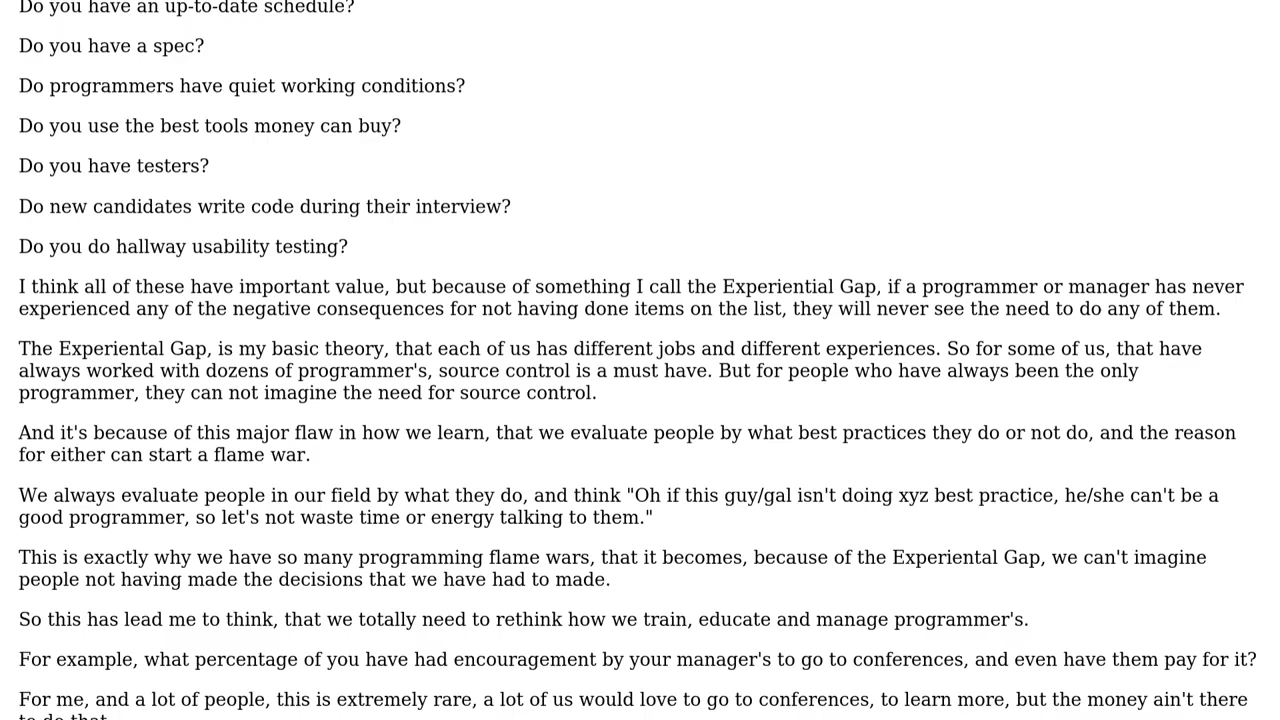 Do you have an up-to-date schedule?
Do you have a spec?
Do programmers have quiet working conditions?
Do you use the best tools money can buy?
Do you have testers?
Do new candidates write code during their interview?
Do you do hallway usability testing?
I think all of these have important value, but because of something I call the Experiential Gap, if a programmer or manager has never
experienced any of the negative consequences for not having done items on the list, they will never see the need to do any of them.
The Experiental Gap, is my basic theory, that each of us has different jobs and different experiences. So for some of us, that have
always worked with dozens of programmer's, source control is a must have. But for people who have always been the only
programmer, they can not imagine the need for source control.
And it's because of this major flaw in how we learn, that we evaluate people by what best practices they do or not do, and the reason
for either can start a flame war.
We always evaluate people in our field by what they do, and think "Oh if this guy/gal isn't doing xyz best practice, he/she can't be a
good programmer, so let's not waste time or energy talking to them."
This is exactly why we have so many programming flame wars, that it becomes, because of the Experiental Gap, we can't imagine
people not having made the decisions that we have had to made.
So this has lead me to think, that we totally need to rethink how we train, educate and manage programmer's.
For example, what percentage of you have had encouragement by your manager's to go to conferences, and even have them pay for it?
For me, and a lot of people, this is extremely rare, a lot of us would love to go to conferences, to learn more, but the money ain't there
to do that